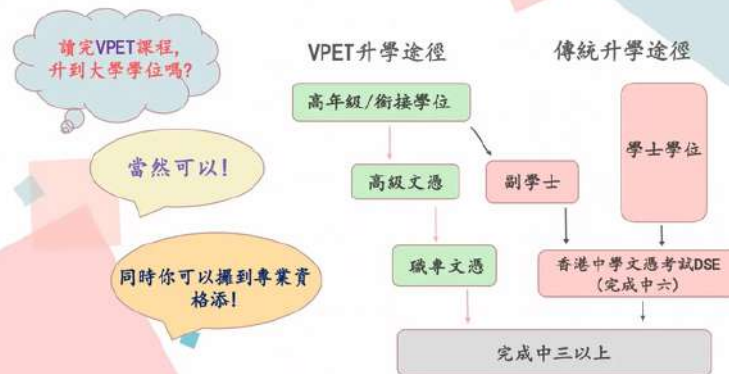 讀完VPET課程,
升到大學學位嗎?
當然可以!
同時你可以攞到專業資
格添!
VPET升學途徑
傳統升學途徑
高年級/銜接學位
學士學位
高級文憑
副學士
職專文憑
香港中學文憑考試DSE
(完成中六)
完成中三以上